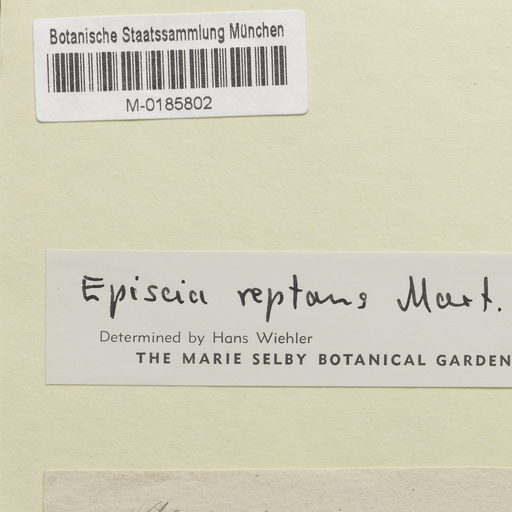 Botanische Staatssammlung München
M-0185802
Episcia reptans Mart.
Determined by Hans Wiehler
THE MARIE SELBY BOTANICAL GARDEN